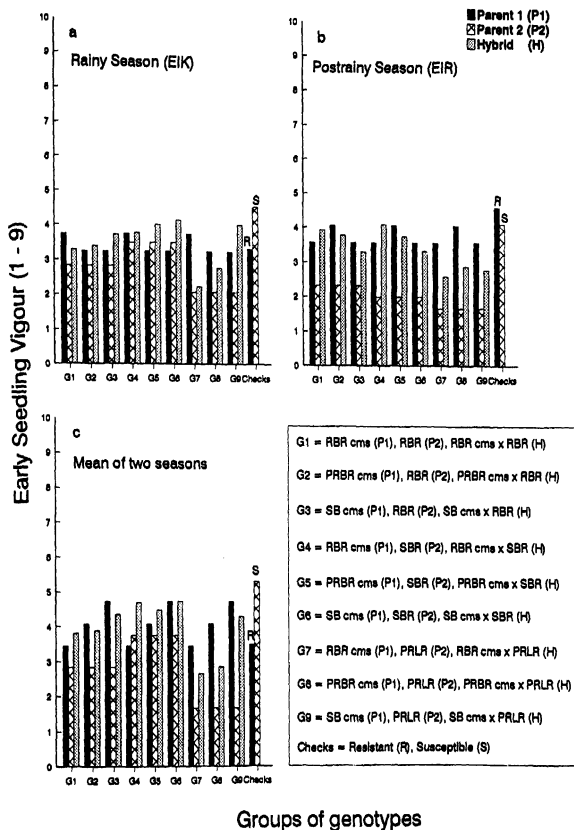 Parent 1 (P1)
Parent 2 (P2)
Hybrid (H)
a
Rainy Season (EIK)
10
9
8
7
6
5
4
3
2
1
0
R
S
G1 G2 G3 G4 G5 G6 G7 G8 G9 Checks
b
Postrainy Season (EIR)
10
9
8
7
6
5
4
3
2
1
0
R
S
G1 G2 G3 G4 G5 G6 G7 G8 G9 Checks
Early Seedling Vigour (1 - 9)
c
Mean of two seasons
10
9
8
7
6
5
4
3
2
1
0
R
S
G1 G2 G3 G4 G5 G6 G7 G8 G9 Checks
G1 = RBR cms (P1), RBR (P2), RBR cms x RBR (H)
G2 = PRBR cms (P1), RBR (P2), PRBR cms x RBR (H)
G3 = SB cms (P1), RBR (P2), SB cms x RBR (H)
G4 = RBR cms (P1), SBR (P2), RBR cms x SBR (H)
G5 = PRBR cms (P1), SBR (P2), PRBR cms x SBR (H)
G6 = SB cms (P1), SBR (P2), SB cms x SBR (H)
G7 = RBR cms (P1), PRLR (P2), RBR cms x PRLR (H)
G8 = PRBR cms (P1), PRLR (P2), PRBR cms x PRLR (H)
G9 = SB cms (P1), PRLR (P2), SB cms x PRLR (H)
Checks = Resistant (R), Susceptible (S)
Groups of genotypes